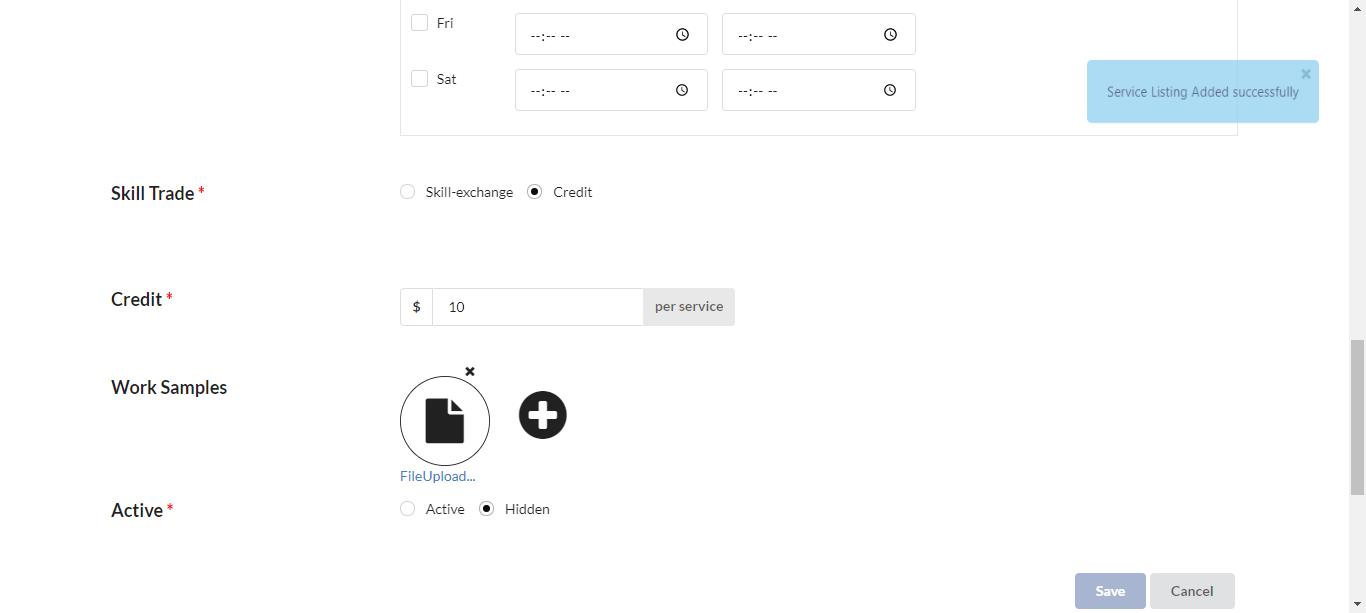 Fri
--:-- --
--:-- --
Sat
--:-- --
--:-- --
Service Listing Added successfully
Skill Trade *
Skill-exchange
Credit
Credit *
$
10
per service
Work Samples
FileUpload...
Active *
Active
Hidden
Save
Cancel